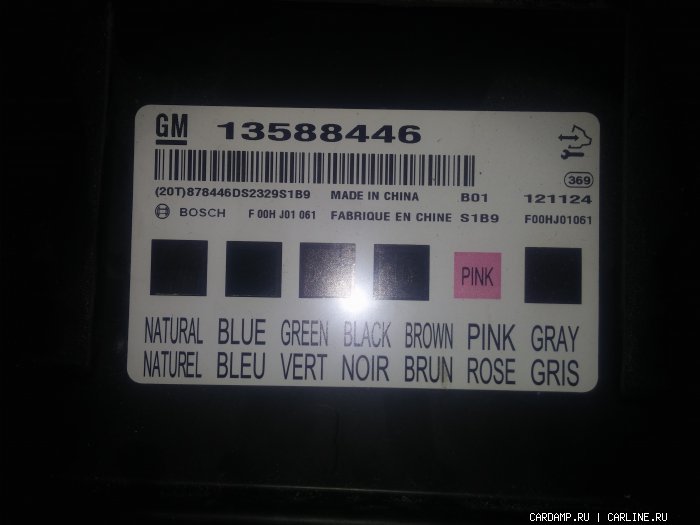 GM 13588446
369
(20T)878446DS2329S1B9 MADE IN CHINA B01 121124
BOSCH F 00H J01 061 FABRIQUE EN CHINE S1B9 F00HJ01061
PINK
NATURAL BLUE GREEN BLACK BROWN PINK GRAY
NATUREL BLEU VERT NOIR BRUN ROSE GRIS
CARDAMP.RU | CARLINE.RU